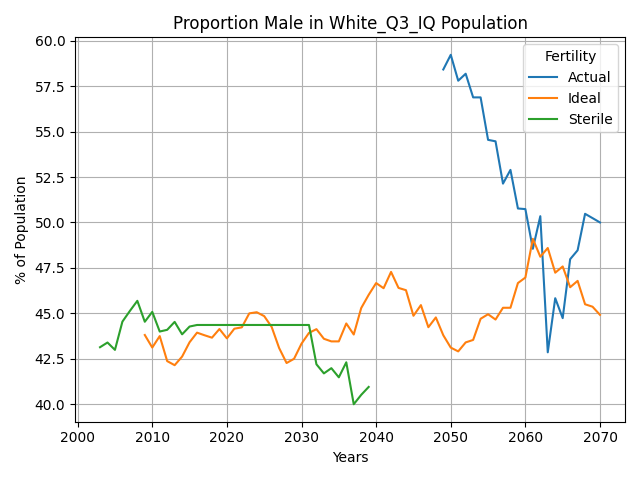 Proportion Male in White_Q3_IQ Population
60.0
57.5
55.0
52.5
50.0
47.5
45.0
42.5
40.0
% of Population
Fertility
Actual
Ideal
Sterile
2000 2010 2020 2030 2040 2050 2060 2070
Years